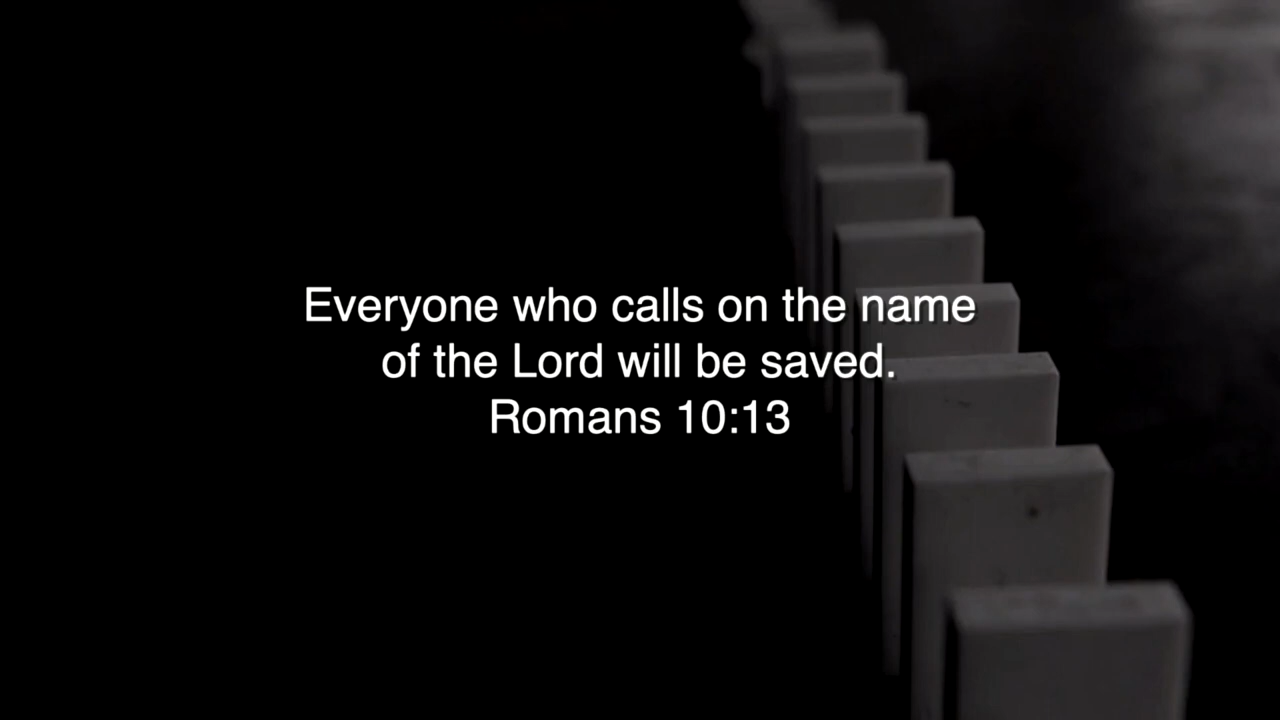 Everyone who calls on the name
of the Lord will be saved.
Romans 10:13